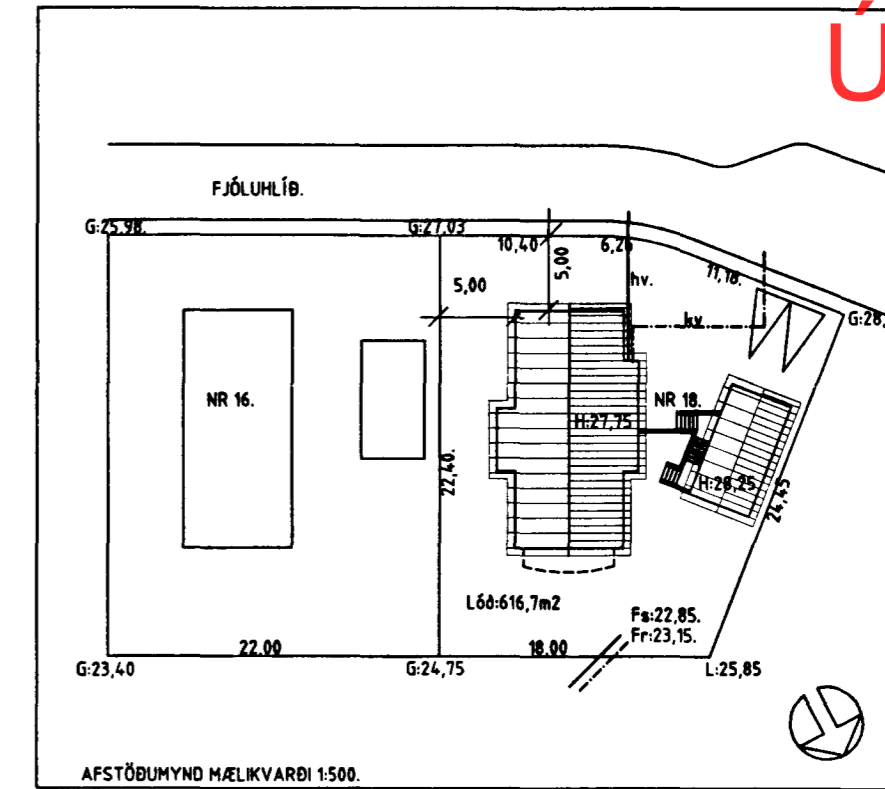 Ú
FJÓLUHLÍÐ.
G:25,98.
G:27,03
10,40
6,20
5,00
5,00
hv.
11,18.
kv
G:28,
NR 16.
NR 18.
H:27,75
22,40.
H:28,25
24,45
Lóð:616,7m2
Fs:22,85.
Fr:23,15.
22.00
18.00
G:23,40
G:24,75
L:25,85
AFSTÖÐUMYND MÆLIKVARÐI 1:500.